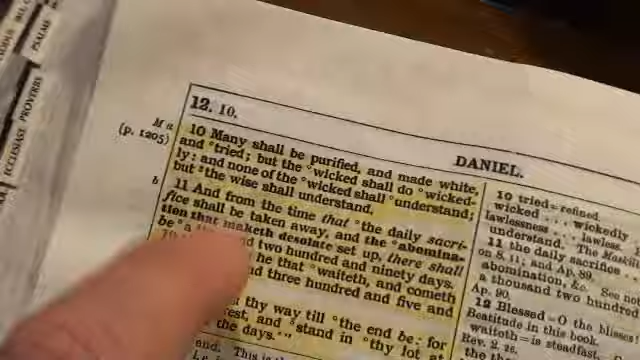 PSALMS
ECCLESIAST PROVERBS
12. 10.
DANIEL.
M a
(p. 1205)
10 Many shall be purified, and made white,
and °tried; but the °wicked shall do °wicked-
ly: and none of the °wicked shall °understand;
but °the wise shall understand.
b
11 And from the time that °the daily sacri-
fice shall be taken away, and the °abomina-
tion that maketh desolate set up, there shall
be °a two hundred and ninety days.
he that °waiteth, and cometh
three hundred and five and
thy way till °the end be: for
rest, and °stand in °thy lot at
the days."
10 tried=refined.
wicked . . . wickedly
lawlessness . . . lawless.
understand. The
11 the daily sacrifice
on 8. 11; and Ap. 89.
abomination, &c. See
a thousand two hundred
Ap. 90.
12 Blessed=O the
Beatitude in this book.
Rev. 2. 26.
waiteth=is steadfast.
the
end. This is